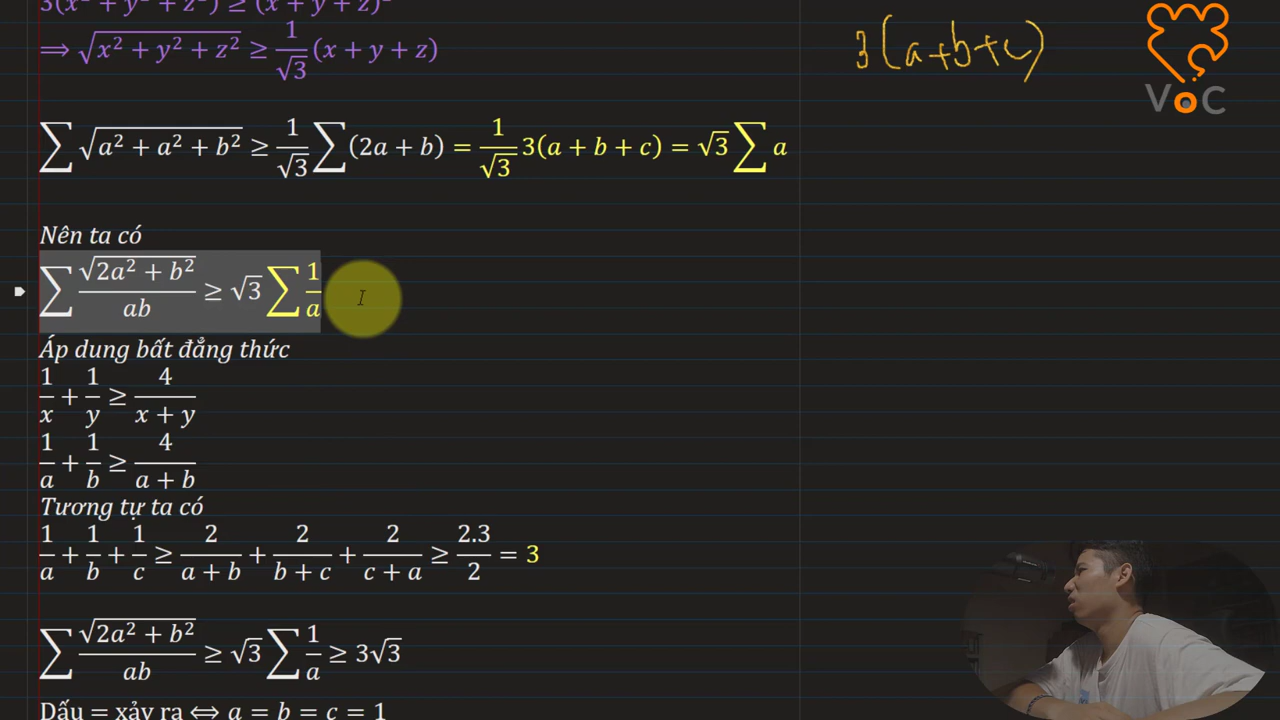 3(x² + y² + z²) ≥ (x + y + z)²
⟹ √(x² + y² + z²) ≥ 1/√3 (x + y + z)
3(a+b+c)
VOC
∑ √(a² + a² + b²) ≥ 1/√3 ∑(2a + b) = 1/√3 3(a + b + c) = √3 ∑ a
Nên ta có
∑ √(2a² + b²)/ab ≥ √3 ∑ 1/a
Áp dung bất đẳng thức
1/x + 1/y ≥ 4/(x + y)
1/a + 1/b ≥ 4/(a + b)
Tương tự ta có
1/a + 1/b + 1/c ≥ 2/(a + b) + 2/(b + c) + 2/(c + a) ≥ 2.3/2 = 3
∑ √(2a² + b²)/ab ≥ √3 ∑ 1/a ≥ 3√3
Dấu = xảy ra ⟺ a = b = c = 1